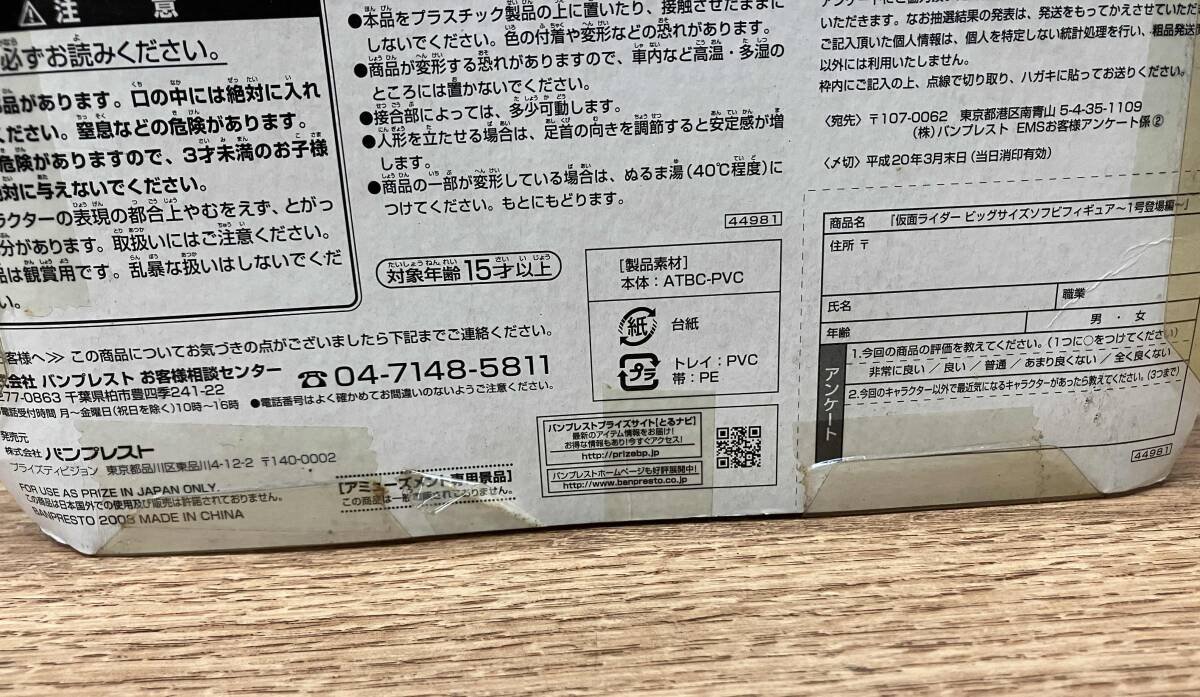 注意
必ずお読みください。
品があります。口の中には絶対に入れ
ください。窒息などの危険があります。
危険がありますので、3才未満のお子様
絶対に与えないでください。
ラクターの表現の都合上やむをえず、とがっ
分があります。取扱いにはご注意ください。
品は観賞用です。乱暴な扱いはしないでくだ
い。
●本品をプラスチック製品の上に置いたり、接触させたままに
しないでください。色の付着や変形などの恐れがあります。
●商品が変形する恐れがありますので、車内など高温・多湿の
ところには置かないでください。
●接合部によっては、多少可動します。
●人形を立たせる場合は、足首の向きを調節すると安定感が増
します。
●商品の一部が変形している場合は、ぬるま湯(40℃程度)に
つけてください。もとにもどります。
44981
対象年齢15才以上
[製品素材]
本体：ATBC-PVC
紙
台紙
プラ
トレイ：PVC
帯：PE
お客様へ≫ この商品についてお気づきの点がございましたら下記までご連絡ください。
式会社 バンプレスト お客様相談センター
☎04-7148-5811
277-0863 千葉県柏市豊四季241-22
電話受付時間 月〜金曜日(祝日を除く)10時〜16時 ●電話番号はよく確かめてお間違いのないようご注意ください。
発売元
株式会社 バンプレスト
プライズディビジョン 東京都品川区東品川4-12-2 〒140-0002
FOR USE AS PRIZE IN JAPAN ONLY.
この商品は日本国外での使用及び販売は許諾されておりません。
BANPRESTO 2008 MADE IN CHINA
[アミューズメント専用景品]
この商品は一般 されておりません。
バンプレストプライズサイト[とるナビ]
最新のアイテム情報をお届け!
お得な情報もあり!今すぐアクセス!
http://prizebp.jp
バンプレストホームページも好評展開中!
http://www.banpresto.co.jp
いただきます。なお抽選結果の発表は、発送をもってかえさせていただ
ご記入頂いた個人情報は、個人を特定しない統計処理を行い、粗品発送
以外には利用いたしません。
枠内にご記入の上、点線で切り取り、ハガキに貼ってお送りください。
〈宛先〉〒107-0062 東京都港区南青山 5-4-35-1109
(株)バンプレスト EMSお客様アンケート係②
〈〆切〉平成20年3月末日(当日消印有効)
商品名 「仮面ライダー ビッグサイズソフビフィギュア〜1号登場編〜」
住所 〒
氏名
職業
年齢
男 ・ 女
アンケート
1.今回の商品の評価を教えてください。(1つに○をつけてください)
非常に良い / 良い / 普通 / あまり良くない / 全く良くない
2.今回のキャラクター以外で最近気になるキャラクターがあったら教えてください。(3つまで)
44981